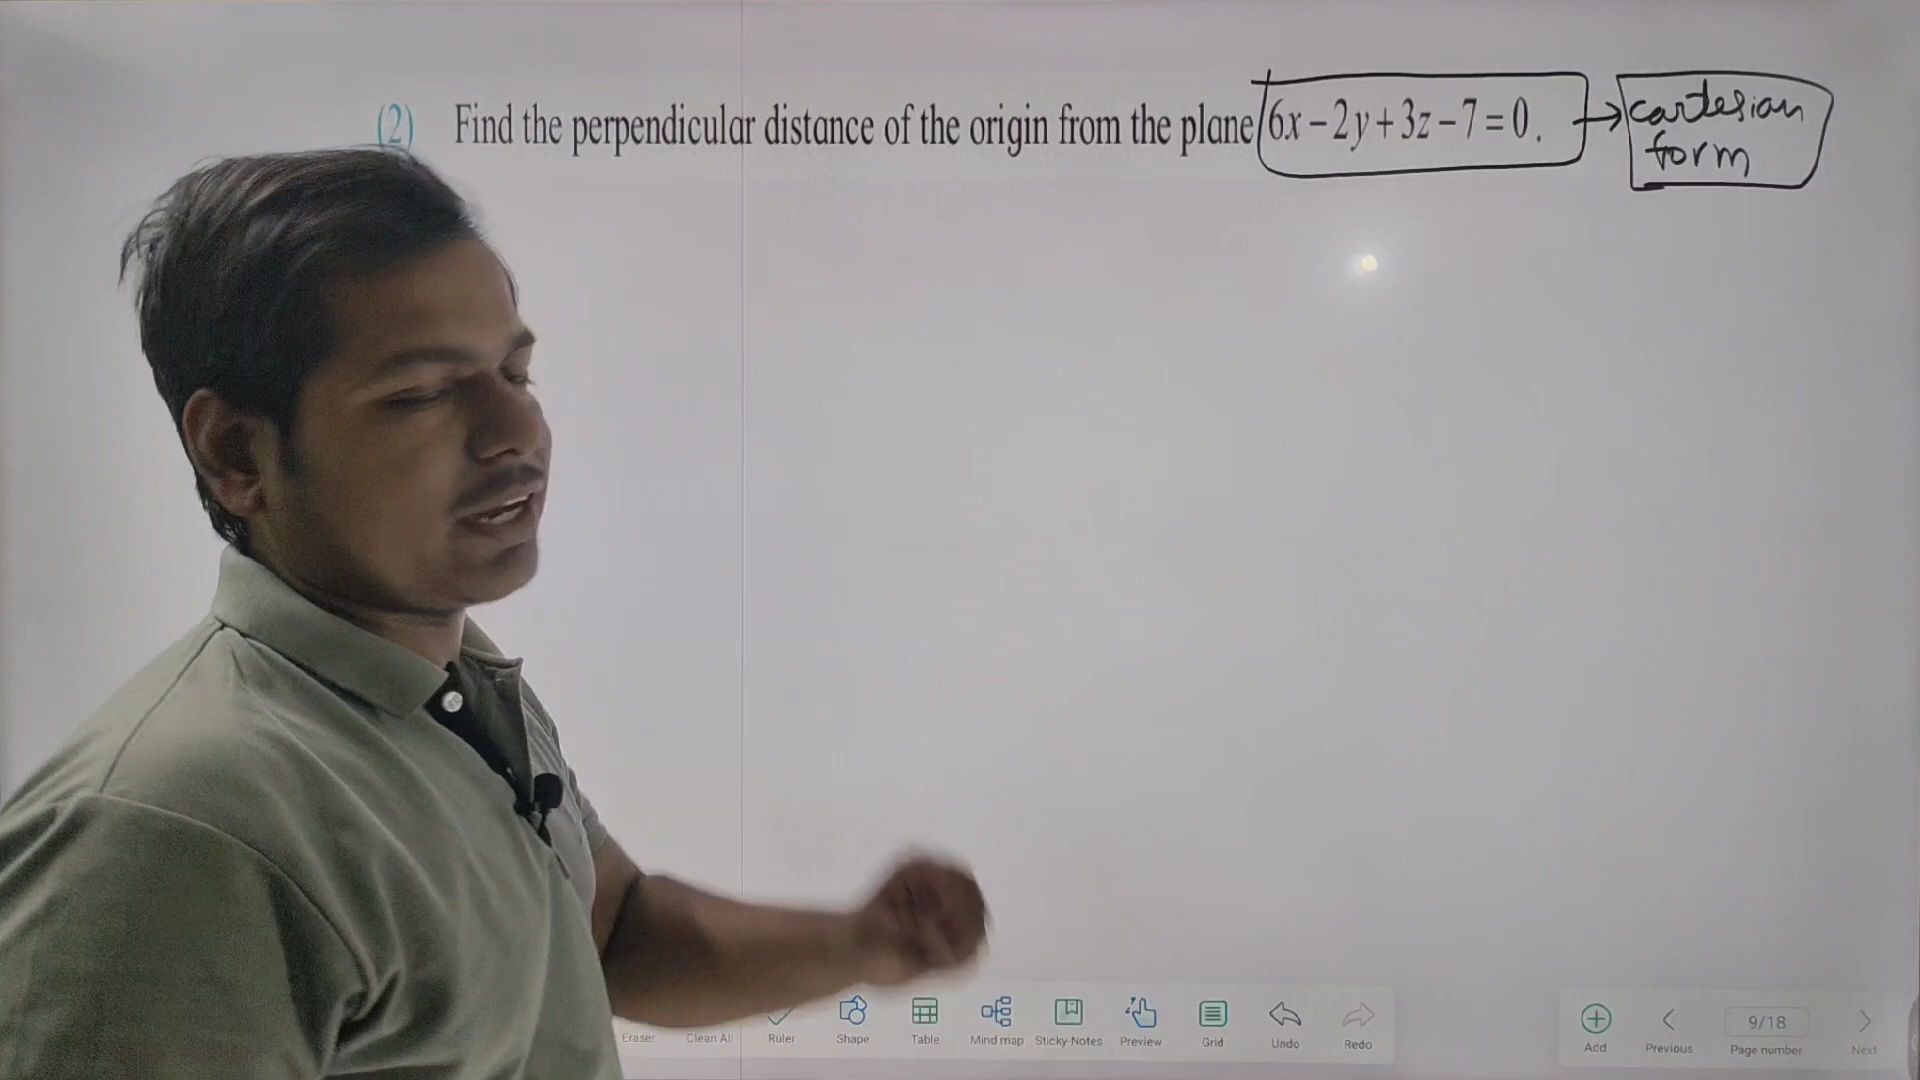 (2) Find the perpendicular distance of the origin from the plane 6x − 2y + 3z − 7 = 0. → cartesian
form
Eraser Clean All Ruler Shape Table Mind map Sticky-Notes Preview Grid Undo Redo
Add Previous 9/18 Page number Next